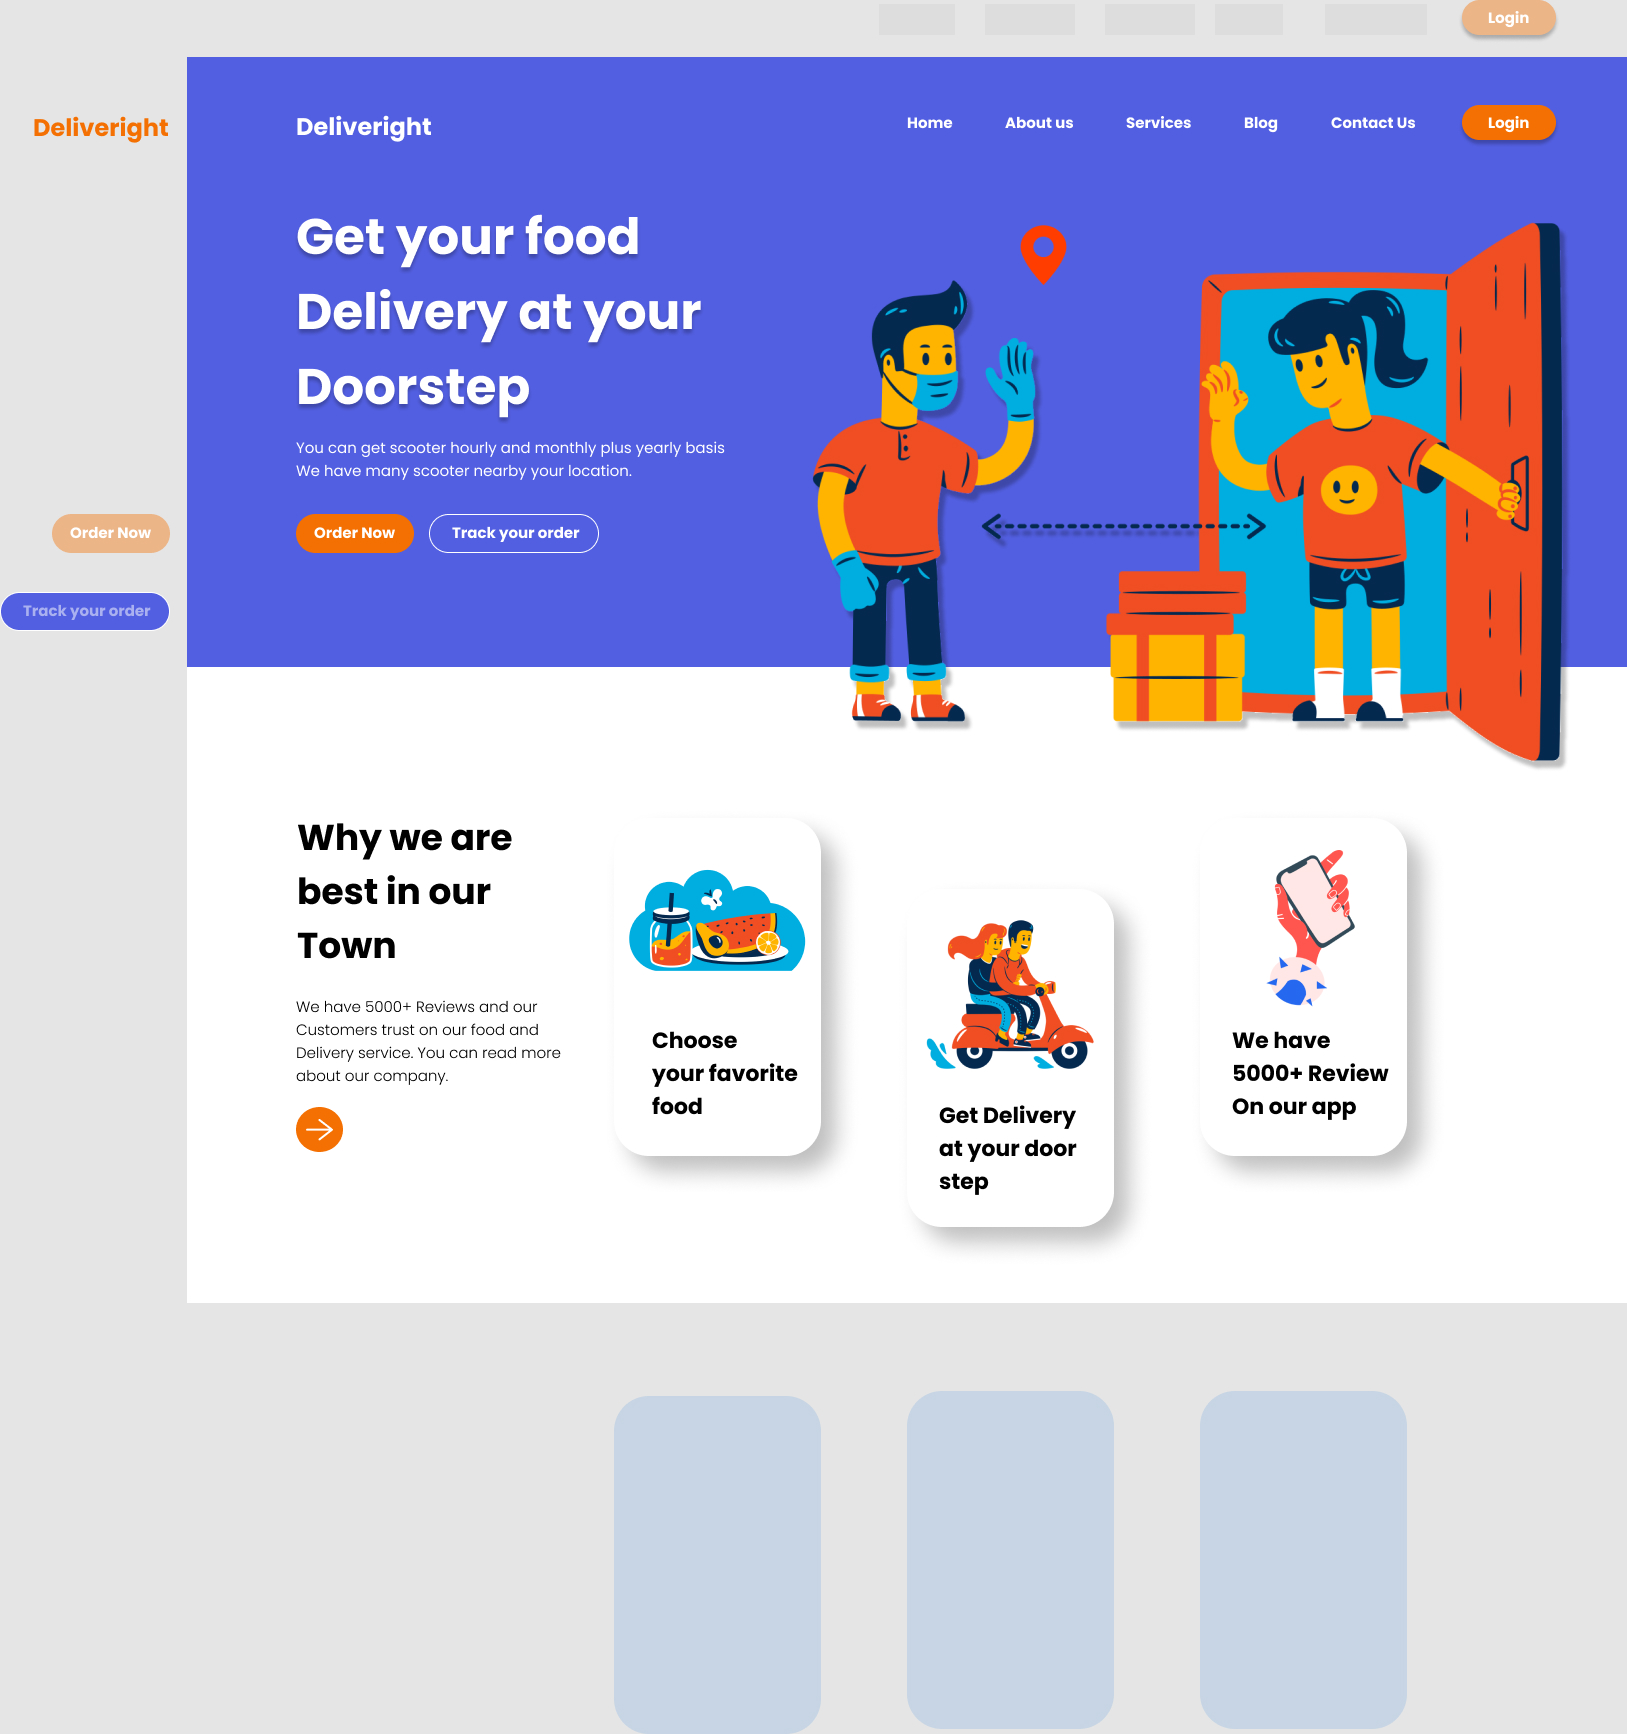 Login
Deliveright
Deliveright
Home
About us
Services
Blog
Contact Us
Login
Get your food
Delivery at your
Doorstep
You can get scooter hourly and monthly plus yearly basis
We have many scooter nearby your location.
Order Now
Order Now
Track your order
Track your order
Why we are
best in our
Town
We have 5000+ Reviews and our
Customers trust on our food and
Delivery service. You can read more
about our company.
Choose
your favorite
food
Get Delivery
at your door
step
We have
5000+ Review
On our app